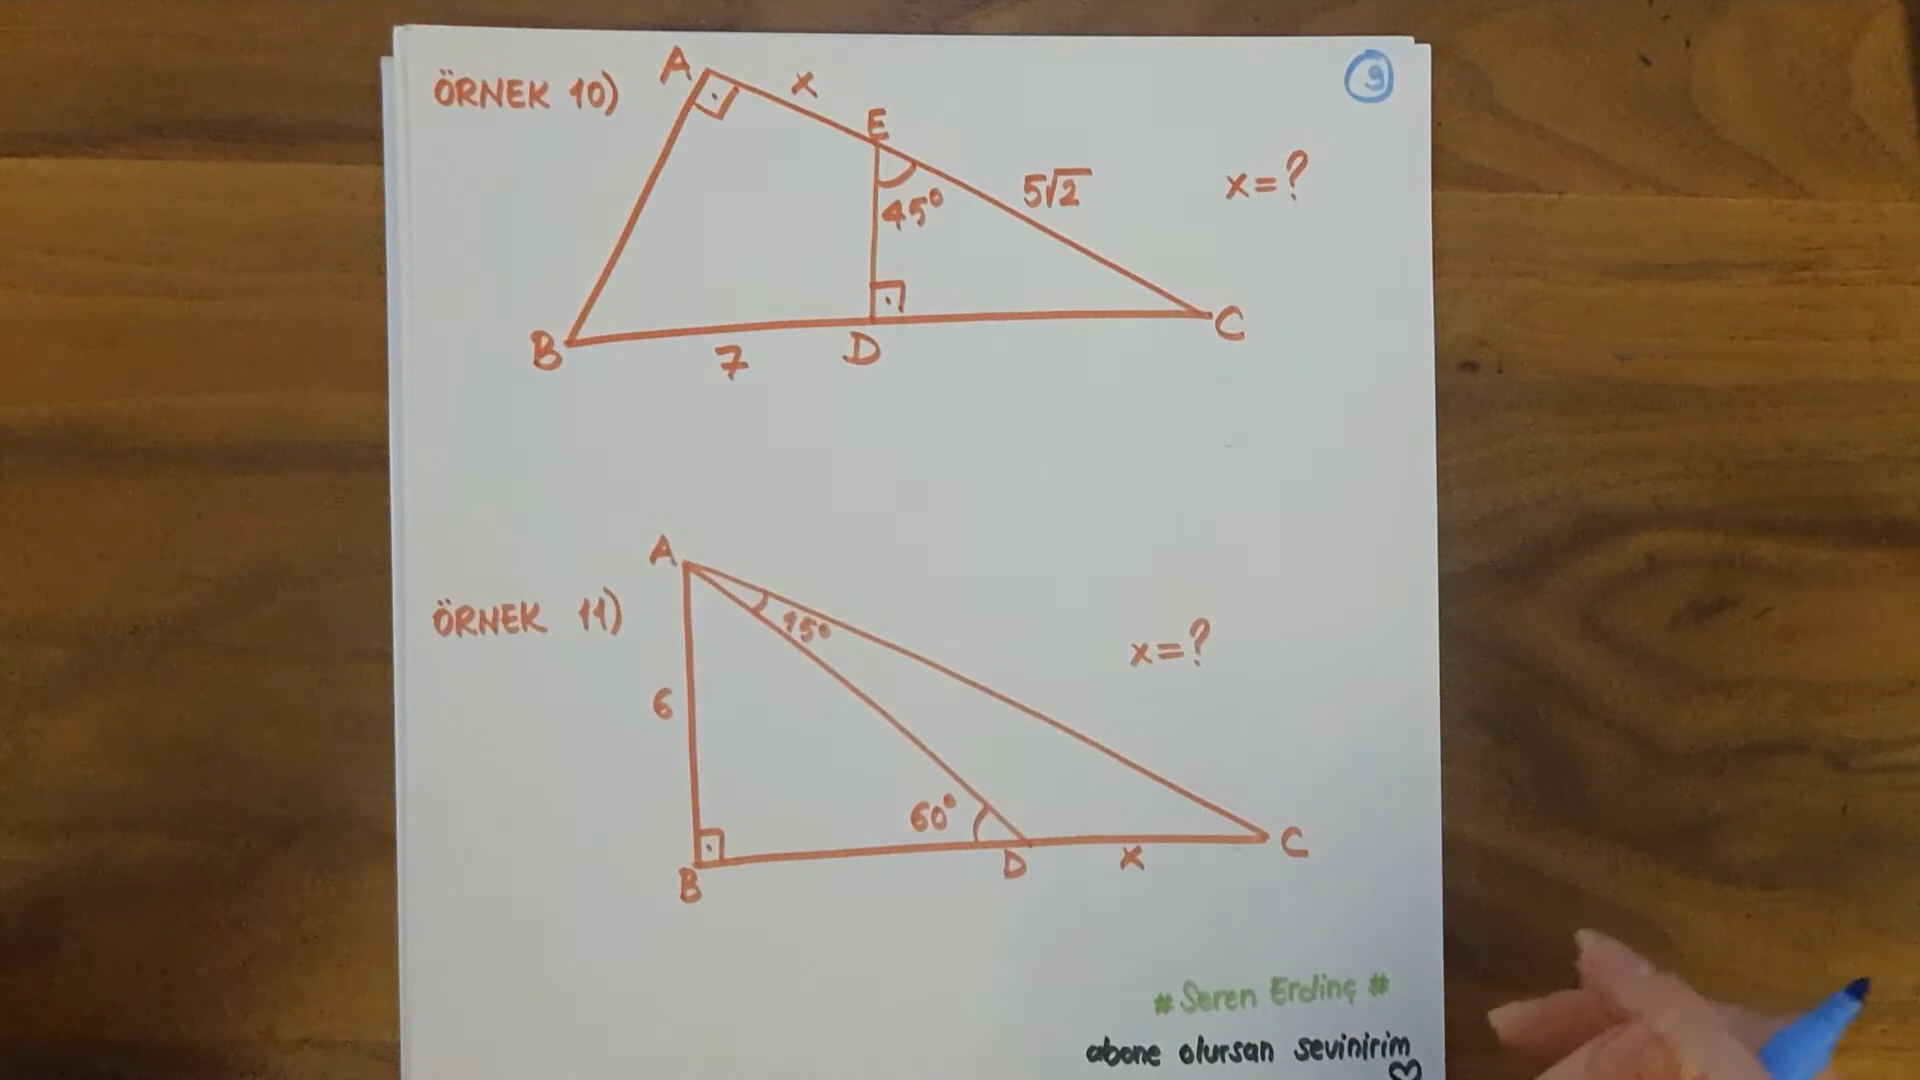 9
ÖRNEK 10)
A
x
E
45°
5√2
x=?
B
7
D
C
ÖRNEK 11)
A
15°
x=?
6
60°
B
D
x
C
# Seren Erdinç #
abone olursan sevinirim